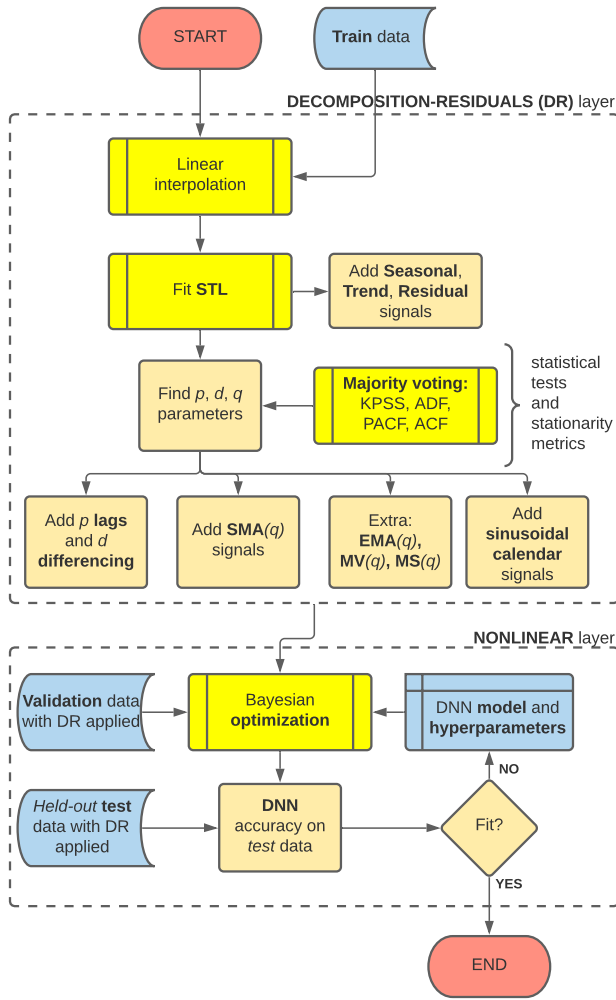 START
Train data
DECOMPOSITION-RESIDUALS (DR) layer
Linear
interpolation
Fit STL
Add Seasonal,
Trend, Residual
signals
Find p, d, q
parameters
Majority voting:
KPSS, ADF,
PACF, ACF
statistical
tests
and
stationarity
metrics
Add p lags
and d
differencing
Add SMA(q)
signals
Extra:
EMA(q),
MV(q), MS(q)
Add
sinusoidal
calendar
signals
NONLINEAR layer
Validation data
with DR applied
Bayesian
optimization
DNN model and
hyperparameters
Held-out test
data with DR
applied
DNN
accuracy on
test data
Fit?
NO
YES
END